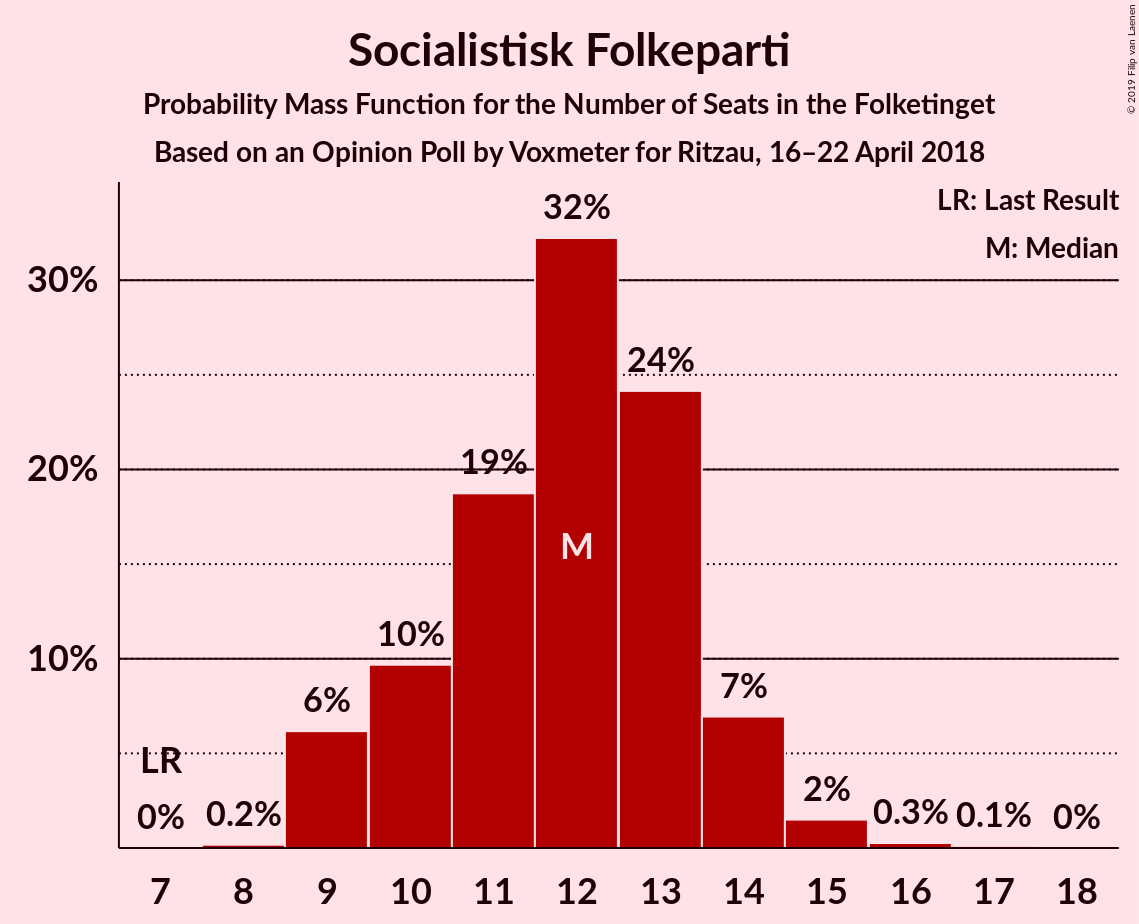 Socialistisk Folkeparti
Probability Mass Function for the Number of Seats in the Folketinget
Based on an Opinion Poll by Voxmeter for Ritzau, 16–22 April 2018
© 2019 Filip van Laenen
LR: Last Result
M: Median
30%
20%
10%
LR
0%
0.2%
6%
10%
19%
32%
M
24%
7%
2%
0.3%
0.1%
0%
7 8 9 10 11 12 13 14 15 16 17 18